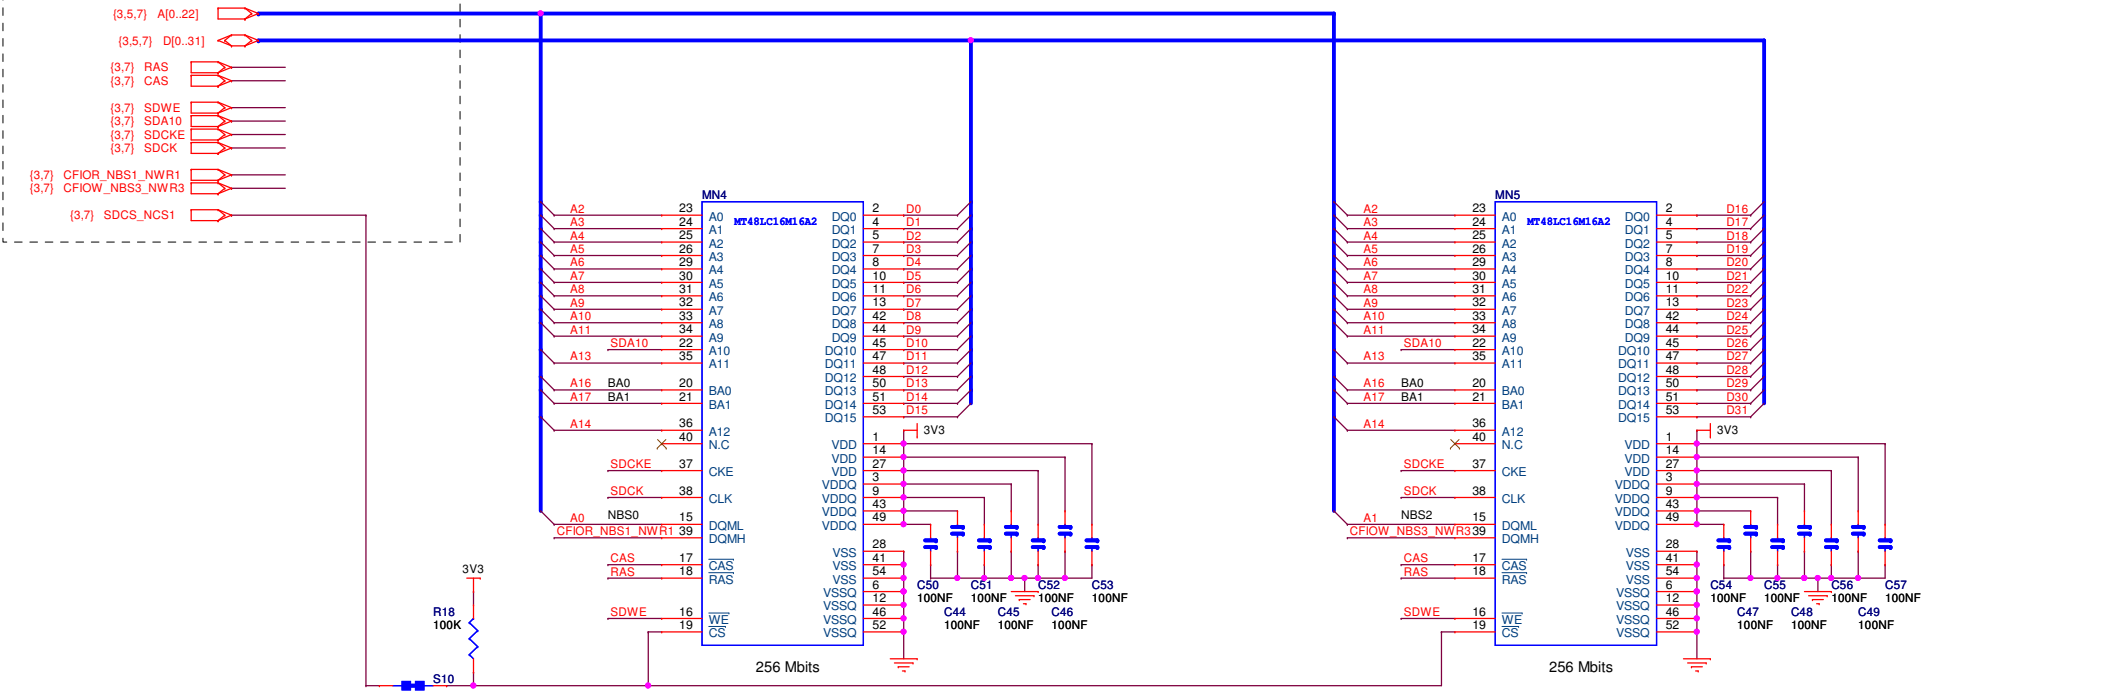 {3,5,7} A[0..22]
{3,5,7} D[0..31]
{3,7} RAS
{3,7} CAS
{3,7} SDWE
{3,7} SDA10
{3,7} SDCKE
{3,7} SDCK
{3,7} CFIOR_NBS1_NWR1
{3,7} CFIOW_NBS3_NWR3
{3,7} SDCS_NCS1
3V3
R18
100K
S10
MN4
MT48LC16M16A2
A2 23 A0 DQ0 2 D0
A3 24 A1 DQ1 4 D1
A4 25 A2 DQ2 5 D2
A5 26 A3 DQ3 7 D3
A6 29 A4 DQ4 8 D4
A7 30 A5 DQ5 10 D5
A8 31 A6 DQ6 11 D6
A9 32 A7 DQ7 13 D7
A10 33 A8 DQ8 42 D8
A11 34 A9 DQ9 44 D9
SDA10 22 A10 DQ10 45 D10
A13 35 A11 DQ11 47 D11
DQ12 48 D12
A16 BA0 20 BA0 DQ13 50 D13
A17 BA1 21 BA1 DQ14 51 D14
DQ15 53 D15
A14 36 A12 3V3
40 N.C VDD 1
VDD 14
SDCKE 37 CKE VDD 27
VDDQ 3
SDCK 38 CLK VDDQ 9
VDDQ 43
A0 NBS0 15 DQML VDDQ 49
CFIOR_NBS1_NWR1 39 DQMH
VSS 28
CAS 17 CAS VSS 41
RAS 18 RAS VSS 54
VSSQ 6
VSSQ 12
SDWE 16 WE VSSQ 46
19 CS VSSQ 52
C50 C51 C52 C53
100NF 100NF 100NF
C44 C45 C46
100NF 100NF 100NF
256 Mbits
MN5
MT48LC16M16A2
A2 23 A0 DQ0 2 D16
A3 24 A1 DQ1 4 D17
A4 25 A2 DQ2 5 D18
A5 26 A3 DQ3 7 D19
A6 29 A4 DQ4 8 D20
A7 30 A5 DQ5 10 D21
A8 31 A6 DQ6 11 D22
A9 32 A7 DQ7 13 D23
A10 33 A8 DQ8 42 D24
A11 34 A9 DQ9 44 D25
SDA10 22 A10 DQ10 45 D26
A13 35 A11 DQ11 47 D27
DQ12 48 D28
A16 BA0 20 BA0 DQ13 50 D29
A17 BA1 21 BA1 DQ14 51 D30
DQ15 53 D31
A14 36 A12 3V3
40 N.C VDD 1
VDD 14
SDCKE 37 CKE VDD 27
VDDQ 3
SDCK 38 CLK VDDQ 9
VDDQ 43
A1 NBS2 15 DQML VDDQ 49
CFIOW_NBS3_NWR3 39 DQMH
VSS 28
CAS 17 CAS VSS 41
RAS 18 RAS VSS 54
VSSQ 6
VSSQ 12
SDWE 16 WE VSSQ 46
19 CS VSSQ 52
C54 C55 C56 C57
100NF 100NF 100NF 100NF
C47 C48 C49
100NF 100NF 100NF
256 Mbits